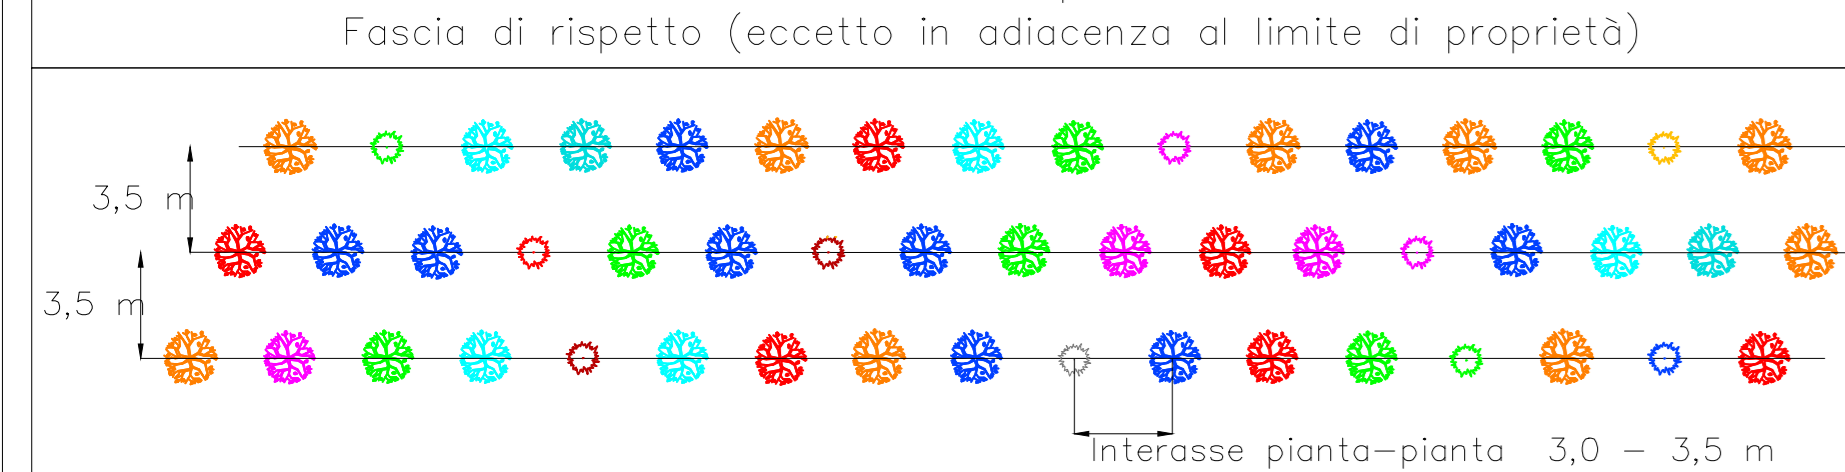 Fascia di rispetto (eccetto in adiacenza al limite di proprietà)
3,5 m
3,5 m
Interasse pianta-pianta 3,0 - 3,5 m